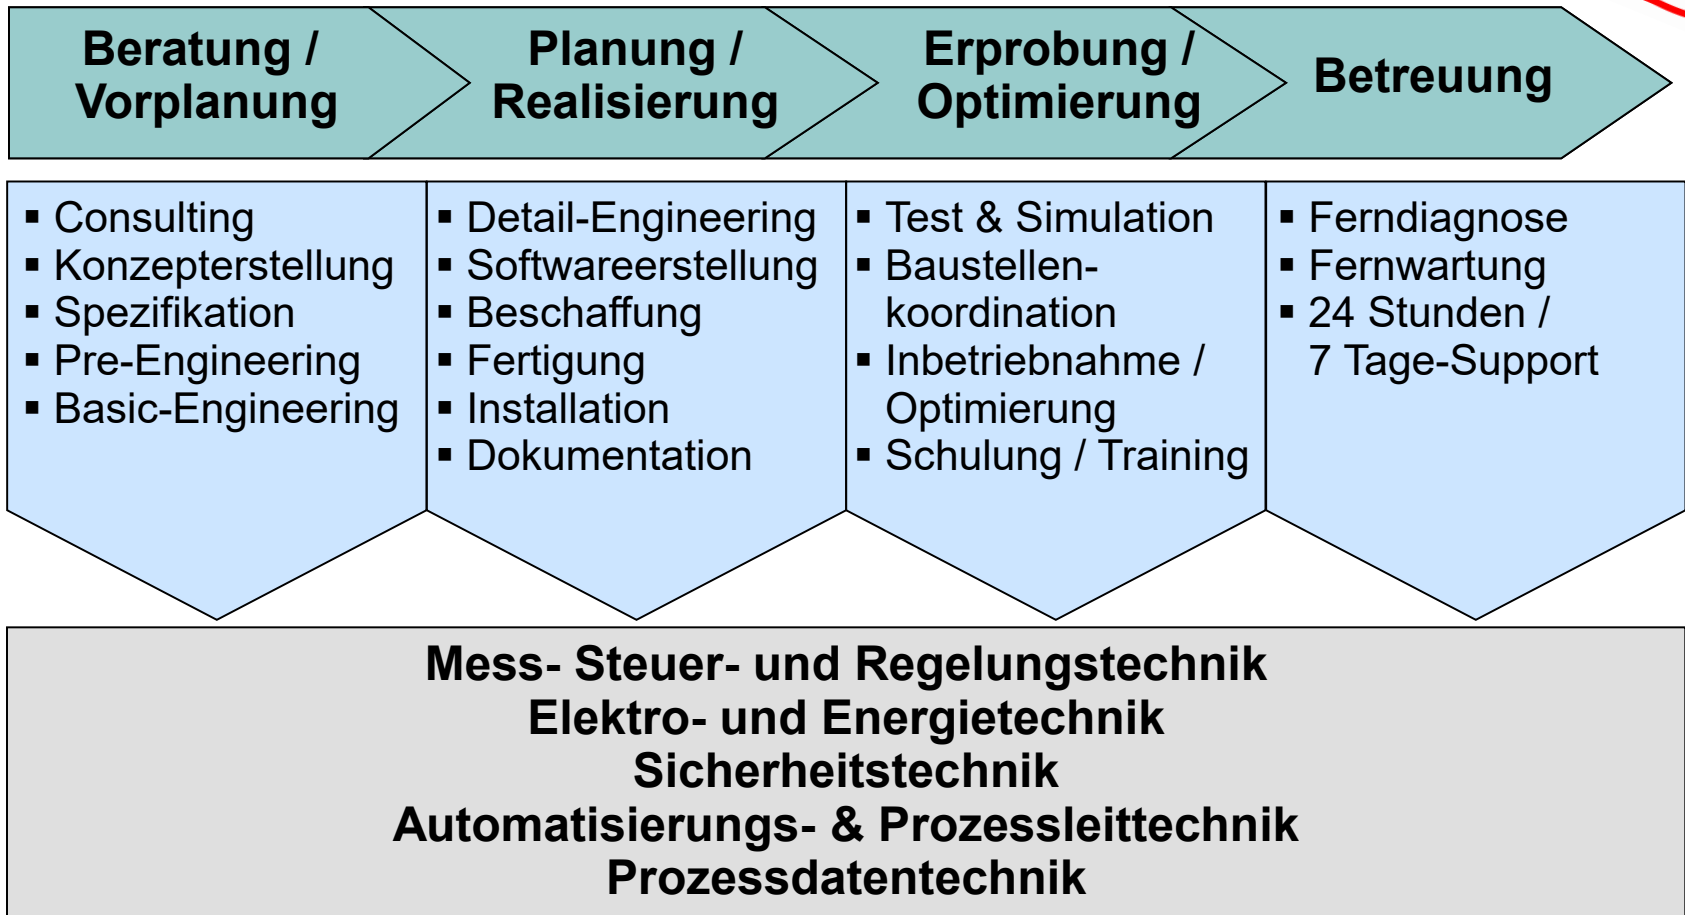 Beratung /
Vorplanung
Planung /
Realisierung
Erprobung /
Optimierung
Betreuung
▪ Consulting
▪ Konzepterstellung
▪ Spezifikation
▪ Pre-Engineering
▪ Basic-Engineering
▪ Detail-Engineering
▪ Softwareerstellung
▪ Beschaffung
▪ Fertigung
▪ Installation
▪ Dokumentation
▪ Test & Simulation
▪ Baustellen-
koordination
▪ Inbetriebnahme /
Optimierung
▪ Schulung / Training
▪ Ferndiagnose
▪ Fernwartung
▪ 24 Stunden /
7 Tage-Support
Mess- Steuer- und Regelungstechnik
Elektro- und Energietechnik
Sicherheitstechnik
Automatisierungs- & Prozessleittechnik
Prozessdatentechnik